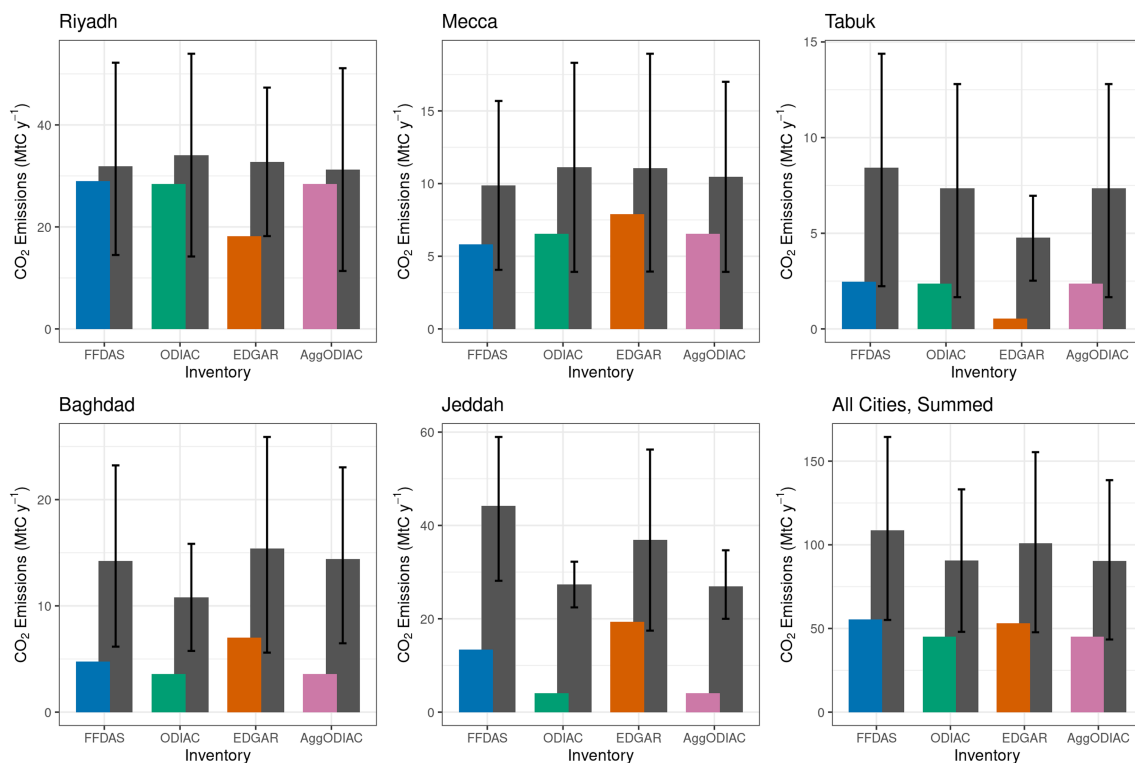 Riyadh
CO₂ Emissions (MtC y⁻¹)
40
20
0
FFDAS ODIAC EDGAR AggODIAC
Inventory
Mecca
CO₂ Emissions (MtC y⁻¹)
15
10
5
0
FFDAS ODIAC EDGAR AggODIAC
Inventory
Tabuk
CO₂ Emissions (MtC y⁻¹)
15
10
5
0
FFDAS ODIAC EDGAR AggODIAC
Inventory
Baghdad
CO₂ Emissions (MtC y⁻¹)
20
10
0
FFDAS ODIAC EDGAR AggODIAC
Inventory
Jeddah
CO₂ Emissions (MtC y⁻¹)
60
40
20
0
FFDAS ODIAC EDGAR AggODIAC
Inventory
All Cities, Summed
CO₂ Emissions (MtC y⁻¹)
150
100
50
0
FFDAS ODIAC EDGAR AggODIAC
Inventory